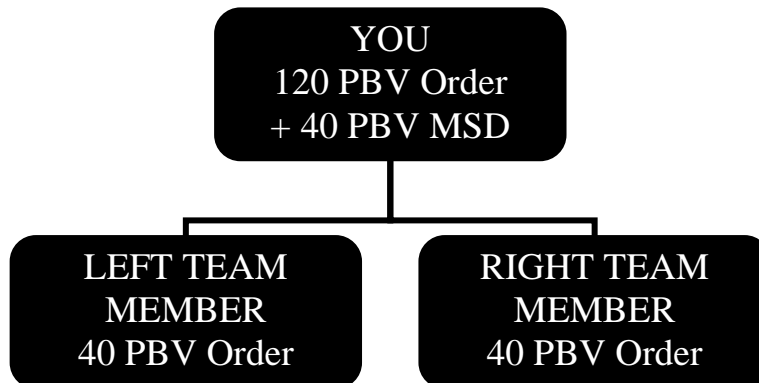 YOU
120 PBV Order
+ 40 PBV MSD
LEFT TEAM
MEMBER
40 PBV Order
RIGHT TEAM
MEMBER
40 PBV Order